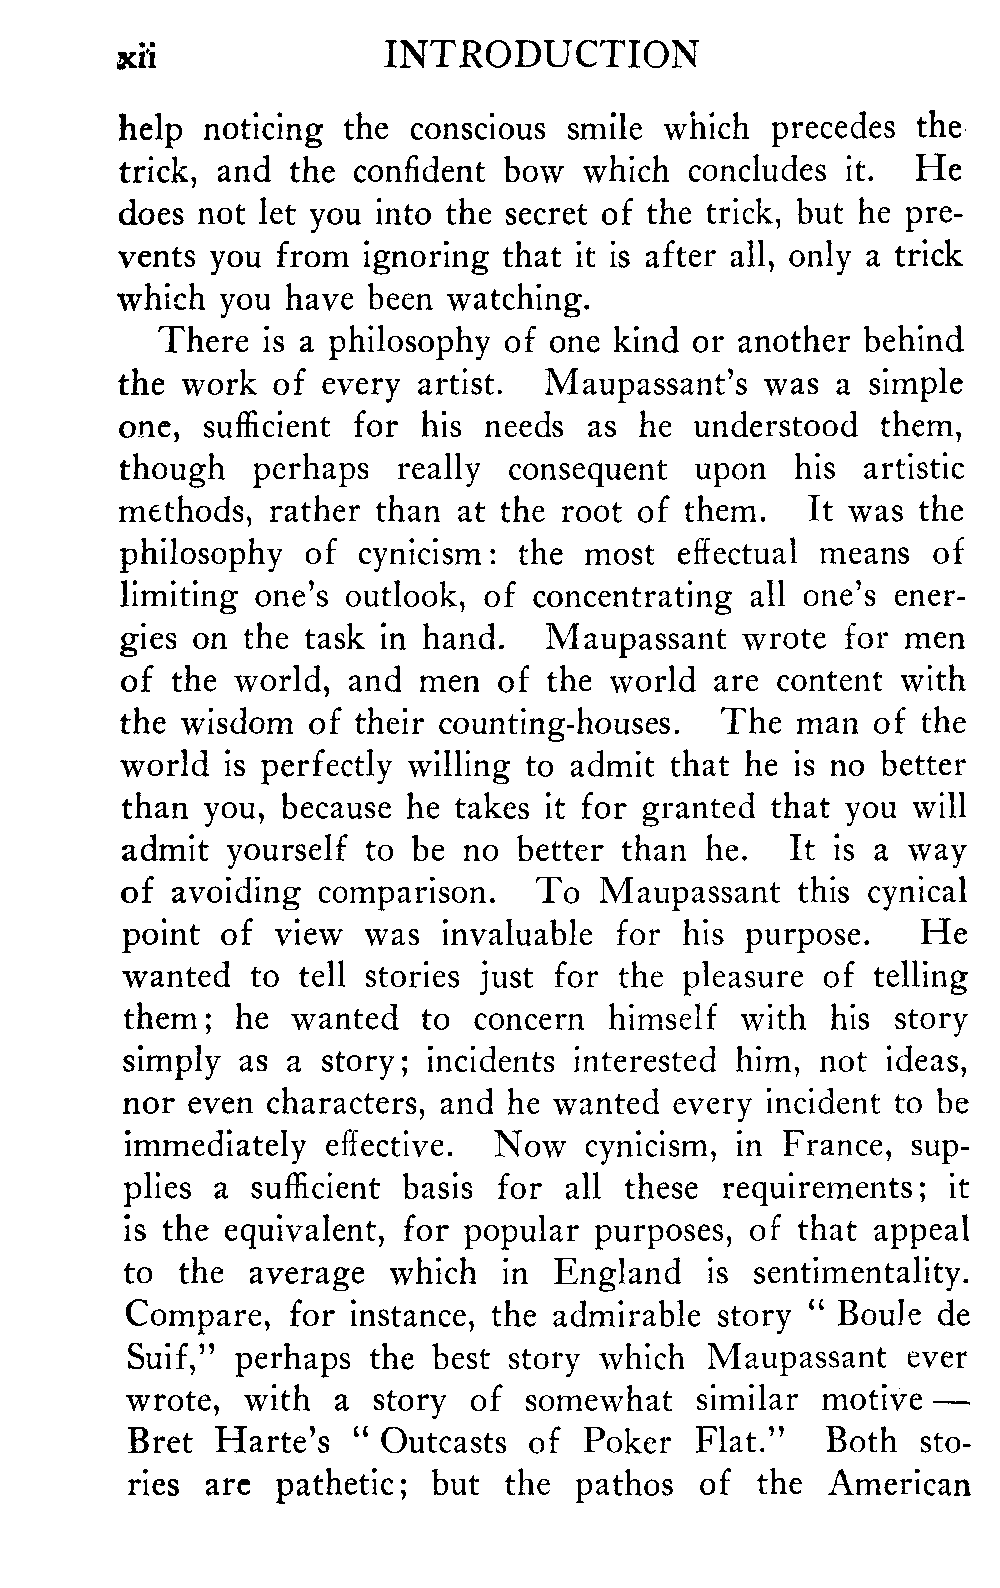 xii INTRODUCTION
help noticing the conscious smile which precedes the
trick, and the confident bow which concludes it. He
does not let you into the secret of the trick, but he pre-
vents you from ignoring that it is after all, only a trick
which you have been watching.
There is a philosophy of one kind or another behind
the work of every artist. Maupassant's was a simple
one, sufficient for his needs as he understood them,
though perhaps really consequent upon his artistic
methods, rather than at the root of them. It was the
philosophy of cynicism: the most effectual means of
limiting one's outlook, of concentrating all one's ener-
gies on the task in hand. Maupassant wrote for men
of the world, and men of the world are content with
the wisdom of their counting-houses. The man of the
world is perfectly willing to admit that he is no better
than you, because he takes it for granted that you will
admit yourself to be no better than he. It is a way
of avoiding comparison. To Maupassant this cynical
point of view was invaluable for his purpose. He
wanted to tell stories just for the pleasure of telling
them; he wanted to concern himself with his story
simply as a story; incidents interested him, not ideas,
nor even characters, and he wanted every incident to be
immediately effective. Now cynicism, in France, sup-
plies a sufficient basis for all these requirements; it
is the equivalent, for popular purposes, of that appeal
to the average which in England is sentimentality.
Compare, for instance, the admirable story " Boule de
Suif," perhaps the best story which Maupassant ever
wrote, with a story of somewhat similar motive —
Bret Harte's " Outcasts of Poker Flat." Both sto-
ries are pathetic; but the pathos of the American